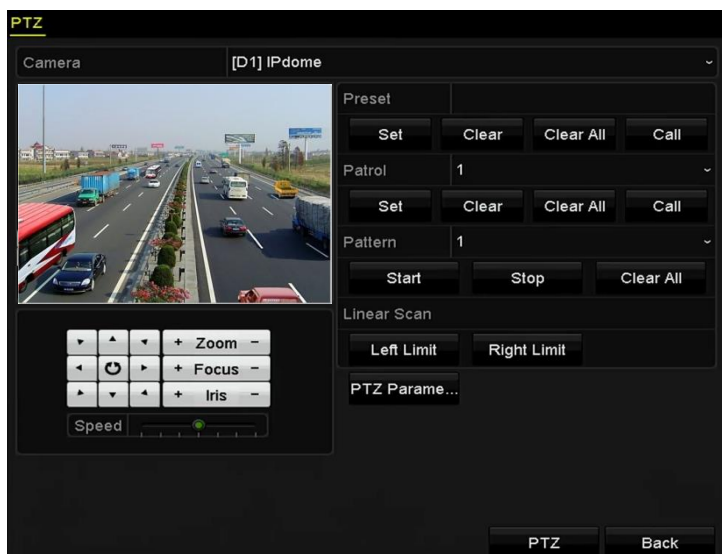 PTZ
Camera [D1] IPdome
Preset
Set Clear Clear All Call
Patrol 1
Set Clear Clear All Call
Pattern 1
Start Stop Clear All
Linear Scan
Left Limit Right Limit
PTZ Parame...
+ Zoom -
+ Focus -
+ Iris -
Speed
PTZ Back